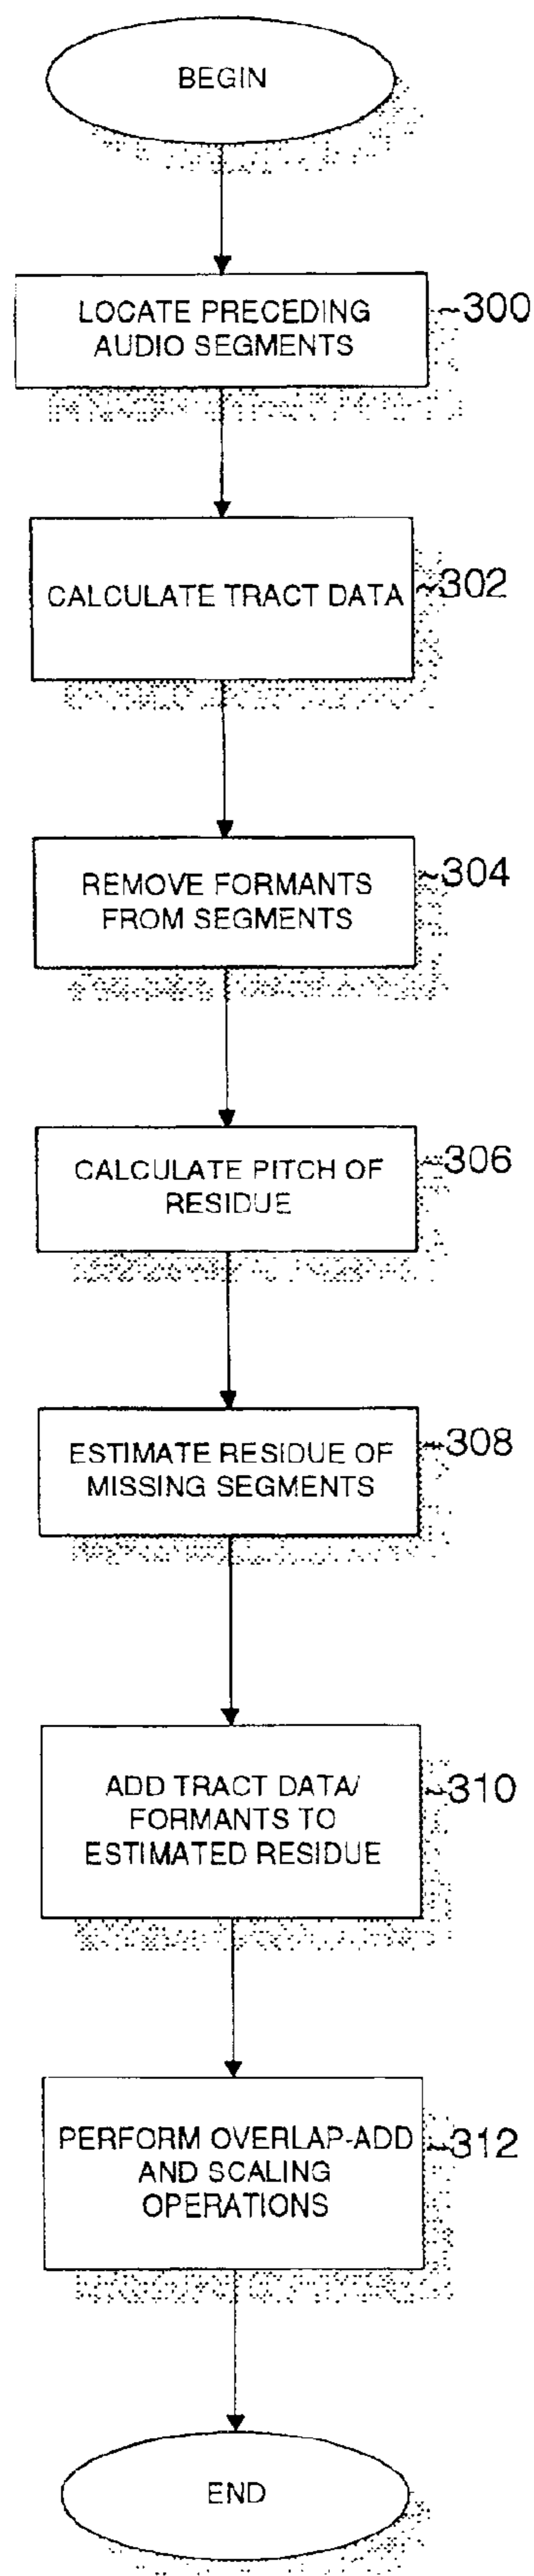 BEGIN
LOCATE PRECEDING
AUDIO SEGMENTS
~300
CALCULATE TRACT DATA
~302
REMOVE FORMANTS
FROM SEGMENTS
~304
CALCULATE PITCH OF
RESIDUE
~306
ESTIMATE RESIDUE OF
MISSING SEGMENTS
~308
ADD TRACT DATA/
FORMANTS TO
ESTIMATED RESIDUE
~310
PERFORM OVERLAP-ADD
AND SCALING
OPERATIONS
~312
END